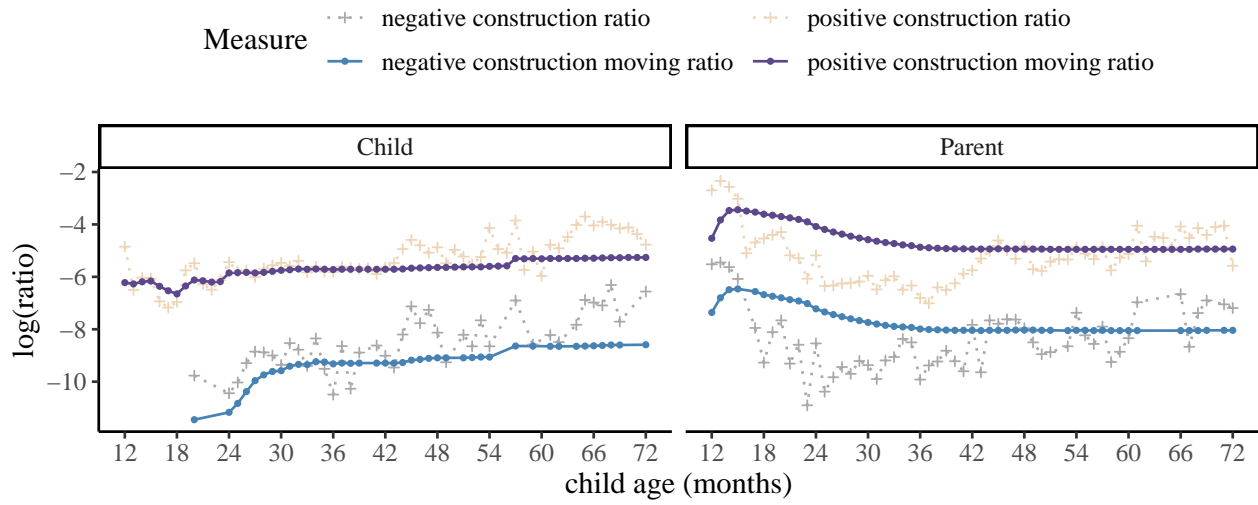 Measure
negative construction ratio
positive construction ratio
negative construction moving ratio
positive construction moving ratio
Child
Parent
log(ratio)
−2
−4
−6
−8
−10
12 18 24 30 36 42 48 54 60 66 72
12 18 24 30 36 42 48 54 60 66 72
child age (months)